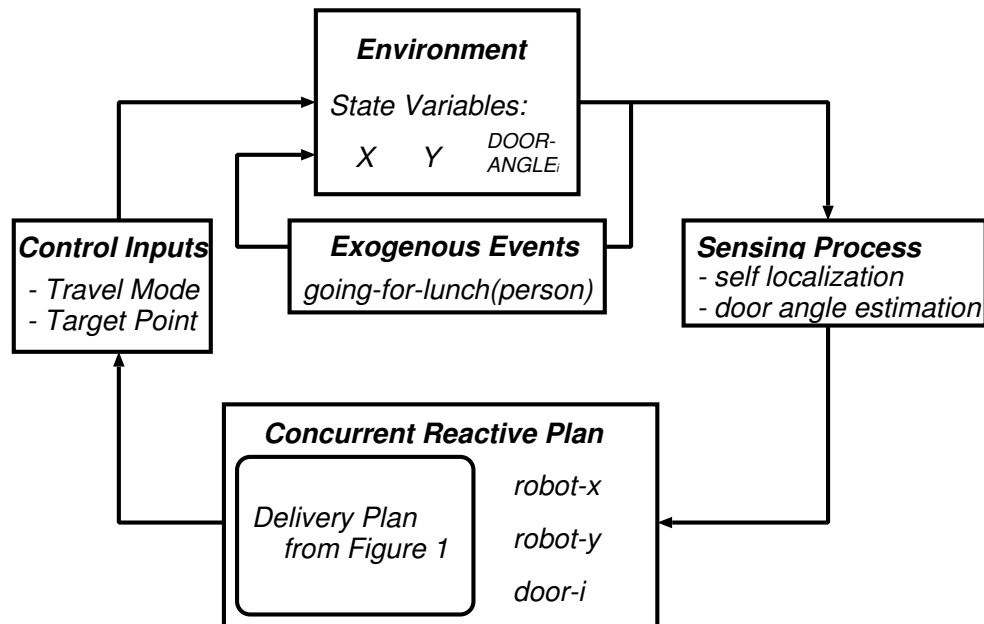 Environment
State Variables:
X Y DOOR-
ANGLEi
Control Inputs
- Travel Mode
- Target Point
Exogenous Events
going-for-lunch(person)
Sensing Process
- self localization
- door angle estimation
Concurrent Reactive Plan
Delivery Plan
from Figure 1
robot-x
robot-y
door-i